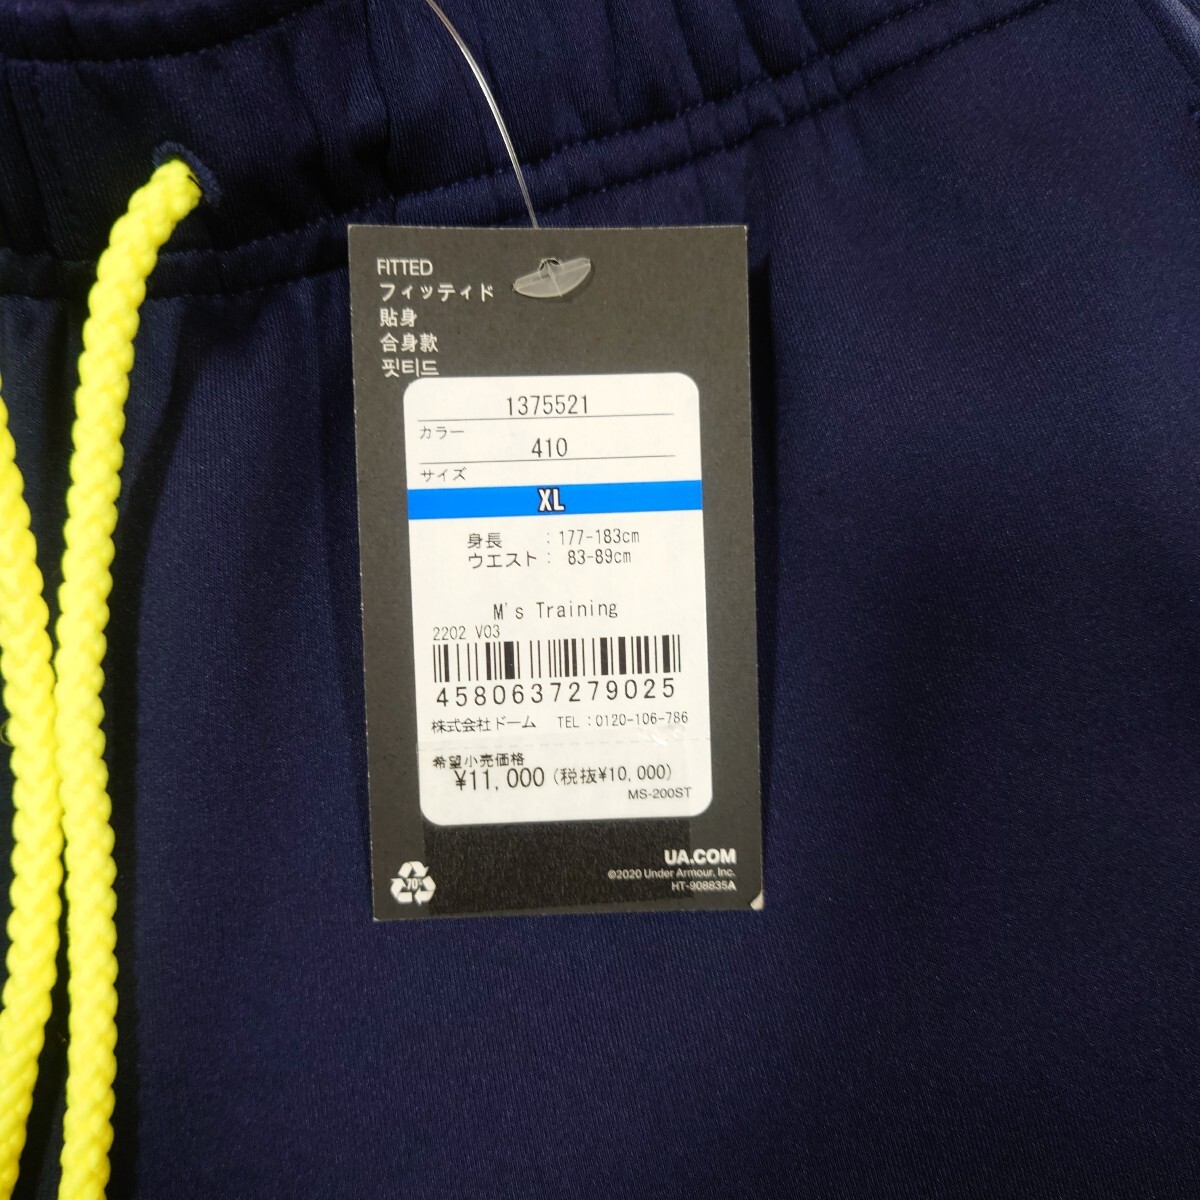 FITTED
フィッティド
貼身
合身款
핏티드
1375521
カラー
410
サイズ
XL
身長 : 177-183cm
ウエスト : 83-89cm
M's Training
2202 V03
4580637279025
株式会社ドーム TEL : 0120-106-786
希望小売価格
¥11,000 (税抜¥10,000)
MS-200ST
UA.COM
©2020 Under Armour, Inc.
HT-908835A
70%